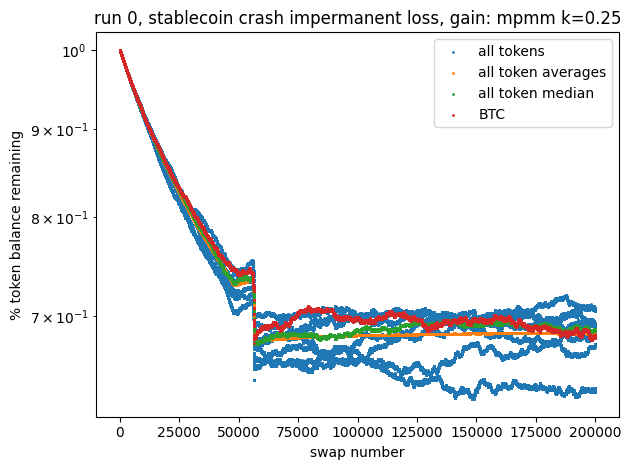 run 0, stablecoin crash impermanent loss, gain: mpmm k=0.25
all tokens
all token averages
all token median
BTC
10⁰
9 × 10⁻¹
8 × 10⁻¹
7 × 10⁻¹
% token balance remaining
0 25000 50000 75000 100000 125000 150000 175000 200000
swap number